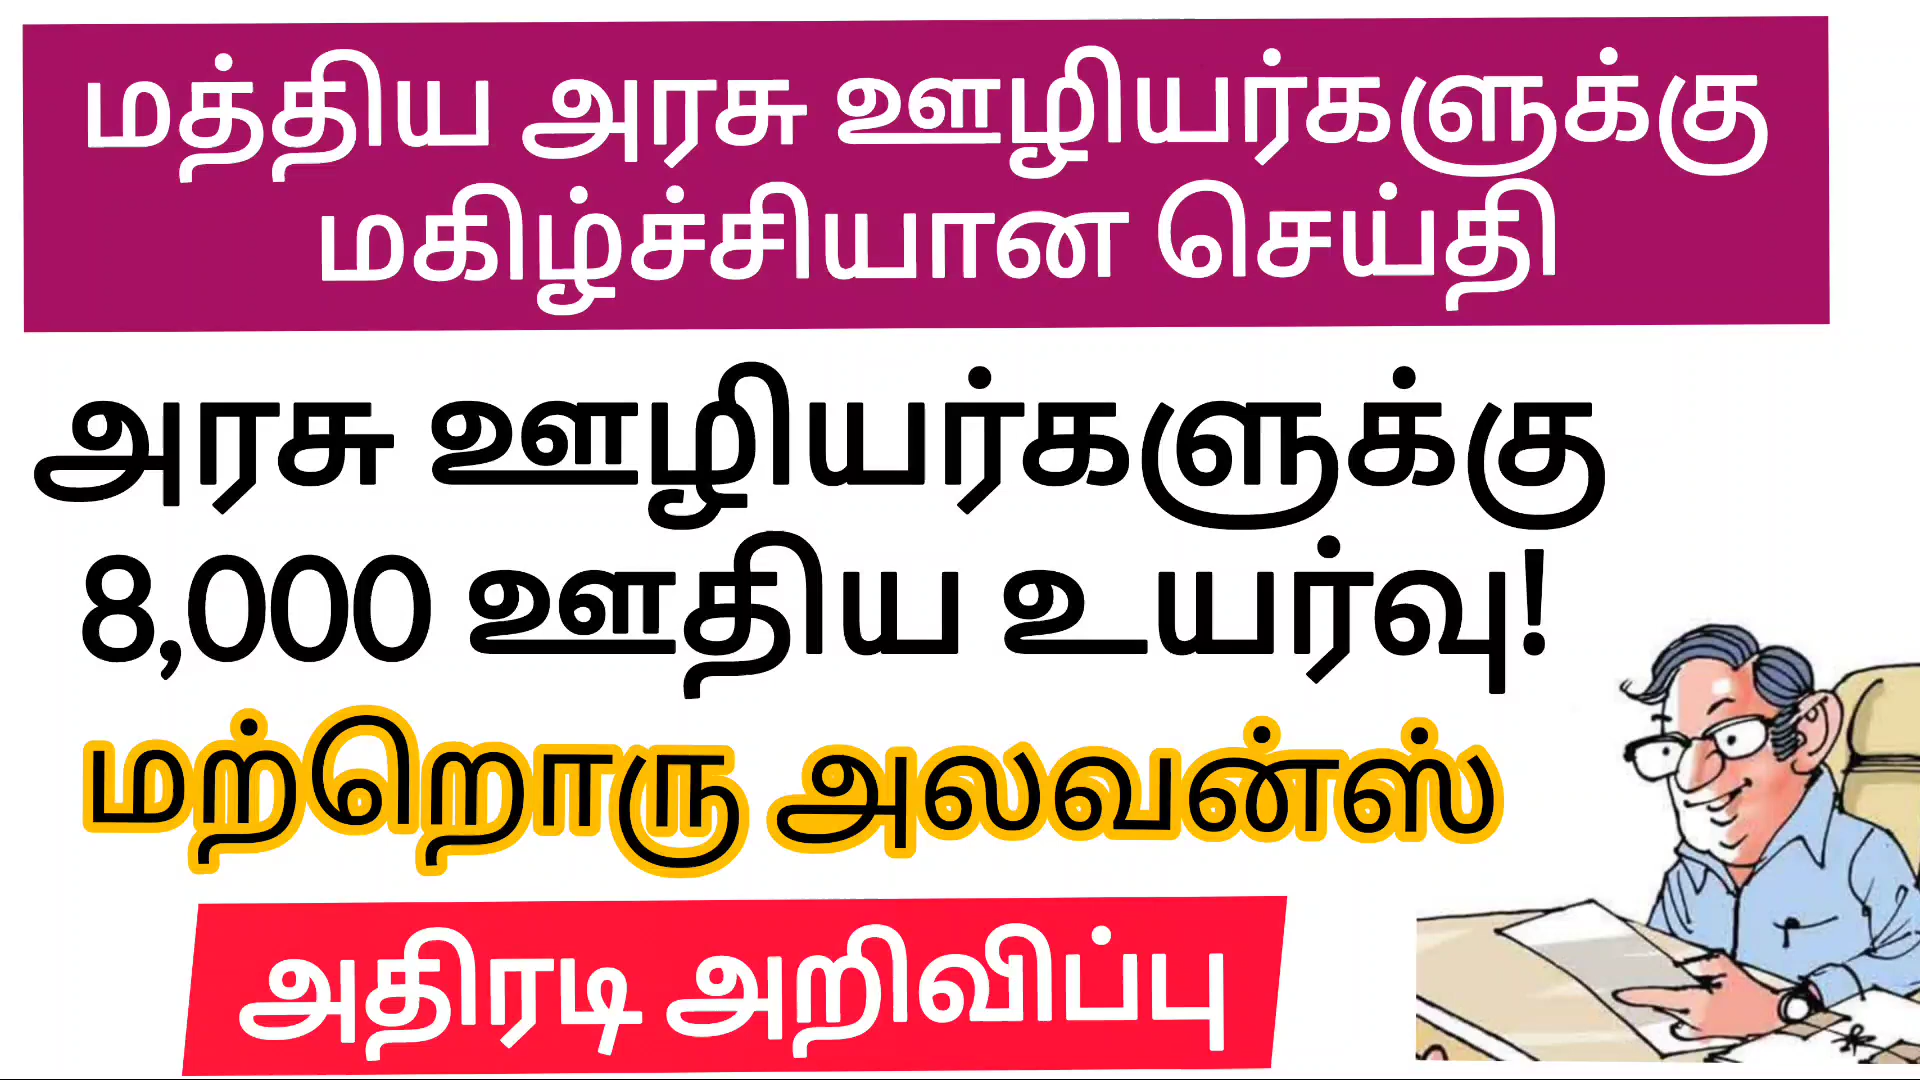 மத்திய அரசு ஊழியர்களுக்கு
மகிழ்ச்சியான செய்தி
அரசு ஊழியர்களுக்கு
8,000 ஊதிய உயர்வு!
மற்றொரு அலவன்ஸ்
அதிரடி அறிவிப்பு